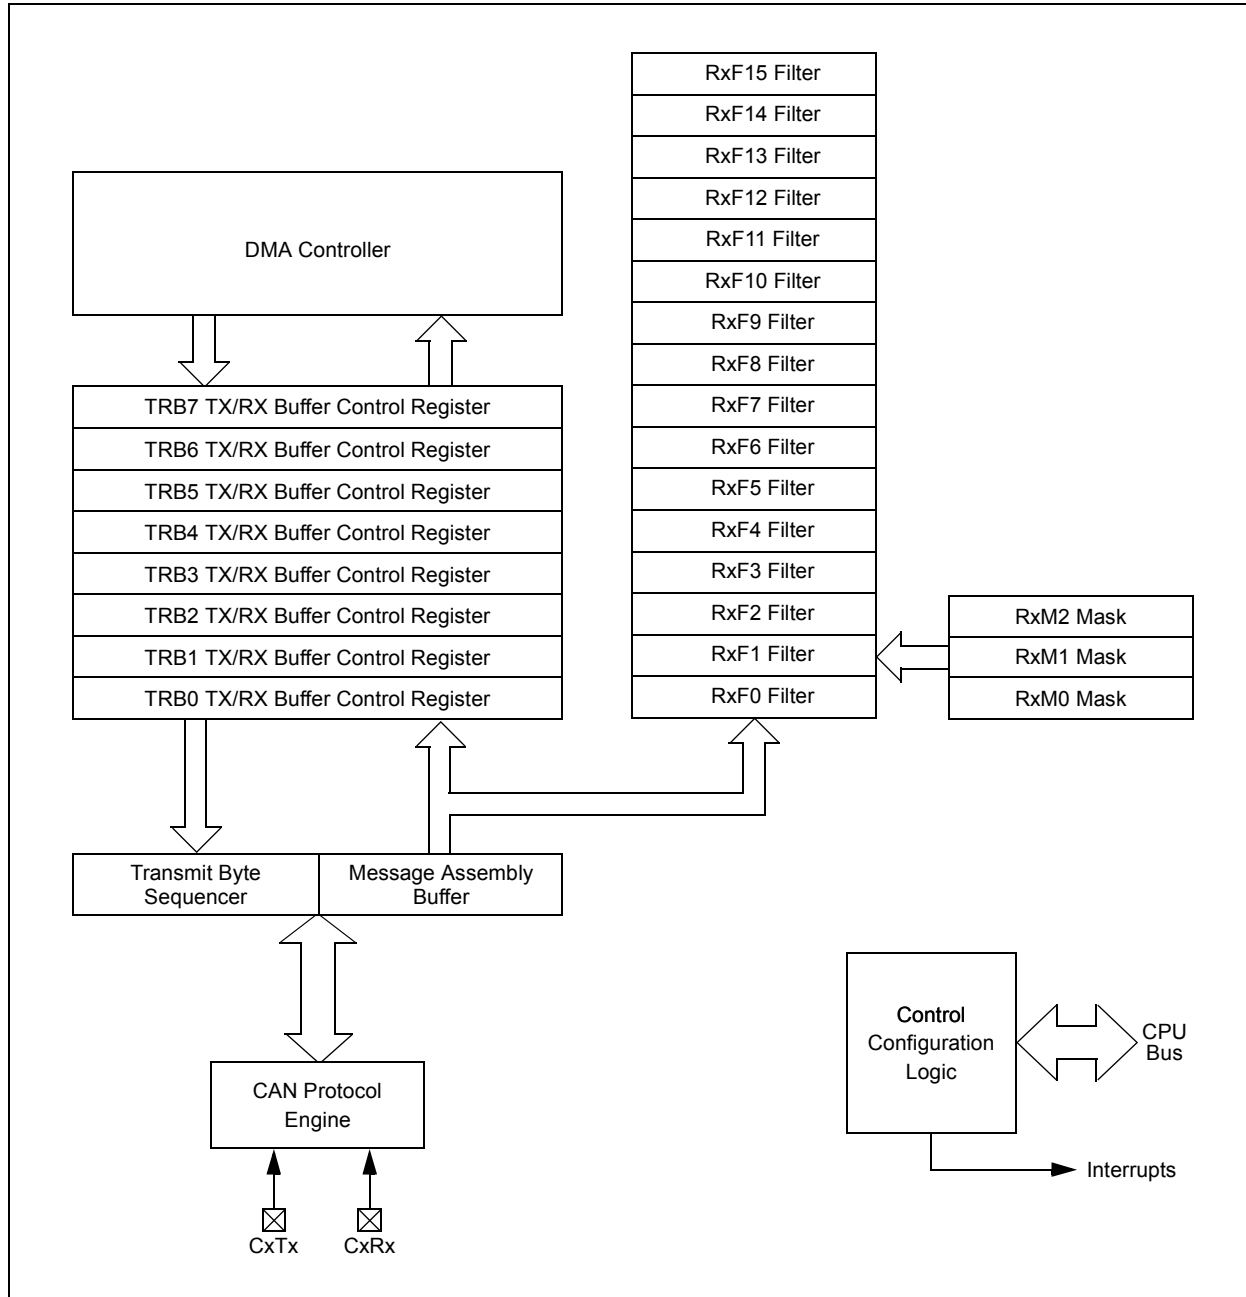 RxF15 Filter
RxF14 Filter
RxF13 Filter
RxF12 Filter
RxF11 Filter
RxF10 Filter
RxF9 Filter
RxF8 Filter
RxF7 Filter
RxF6 Filter
RxF5 Filter
RxF4 Filter
RxF3 Filter
RxF2 Filter
RxF1 Filter
RxF0 Filter
DMA Controller
TRB7 TX/RX Buffer Control Register
TRB6 TX/RX Buffer Control Register
TRB5 TX/RX Buffer Control Register
TRB4 TX/RX Buffer Control Register
TRB3 TX/RX Buffer Control Register
TRB2 TX/RX Buffer Control Register
TRB1 TX/RX Buffer Control Register
TRB0 TX/RX Buffer Control Register
RxM2 Mask
RxM1 Mask
RxM0 Mask
Transmit Byte
Sequencer
Message Assembly
Buffer
Control
Configuration
Logic
CPU
Bus
CAN Protocol
Engine
Interrupts
CxTx
CxRx